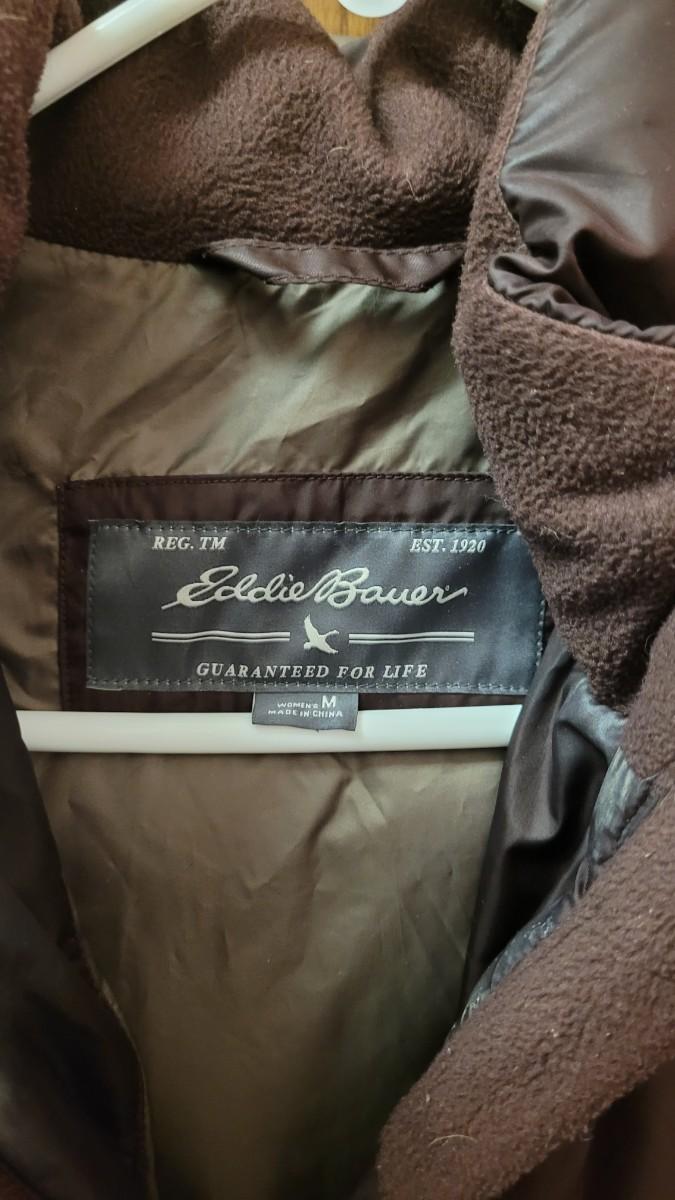 REG. TM EST. 1920
Eddie Bauer
GUARANTEED FOR LIFE
WOMEN'S M
MADE IN CHINA